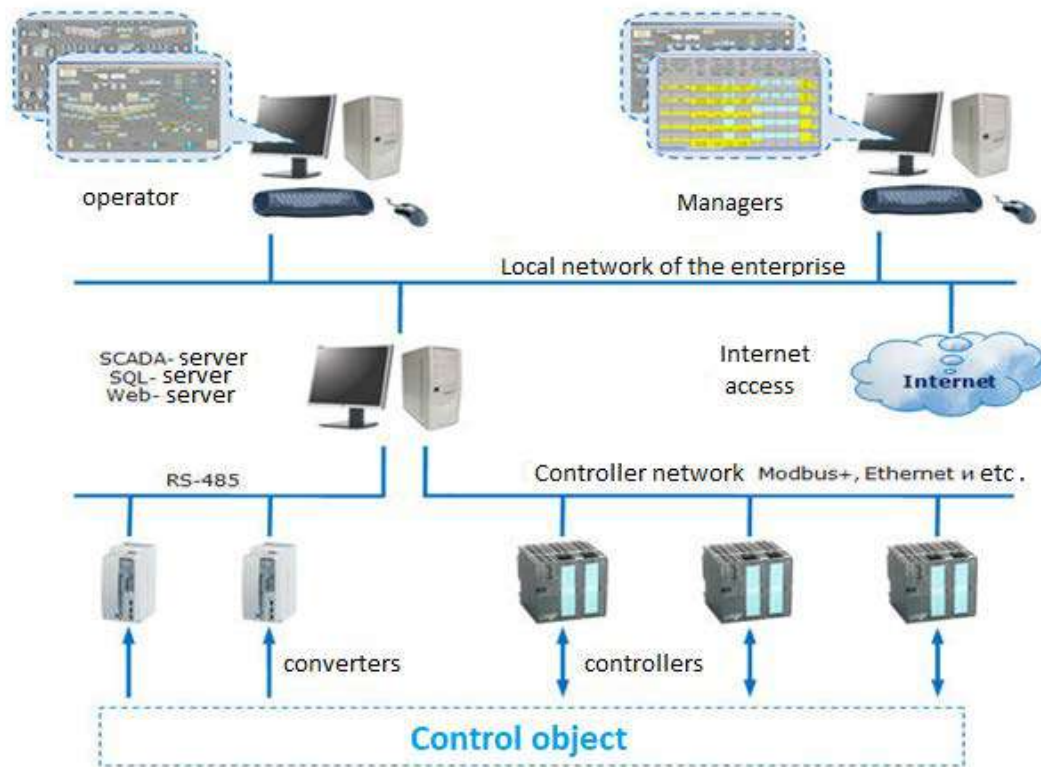 operator
Managers
Local network of the enterprise
SCADA- server
SQL- server
Web- server
Internet
access
Internet
RS-485
Controller network Modbus+, Ethernet и etc .
converters
controllers
Control object